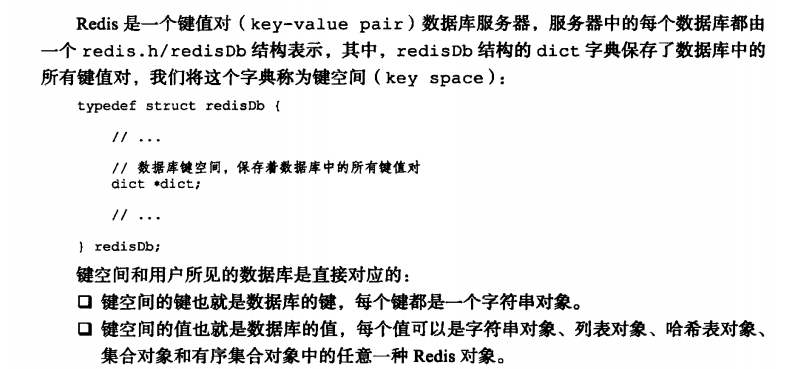 Redis 是一个键值对（key-value pair）数据库服务器，服务器中的每个数据库都由
一个 redis.h/redisDb 结构表示，其中，redisDb 结构的 dict 字典保存了数据库中的
所有键值对，我们将这个字典称为键空间（key space）：
typedef struct redisDb {
// ...
// 数据库键空间，保存着数据库中的所有键值对
dict *dict;
// ...
} redisDb;
键空间和用户所见的数据库是直接对应的：
❑ 键空间的键也就是数据库的键，每个键都是一个字符串对象。
❑ 键空间的值也就是数据库的值，每个值可以是字符串对象、列表对象、哈希表对象、
集合对象和有序集合对象中的任意一种 Redis 对象。